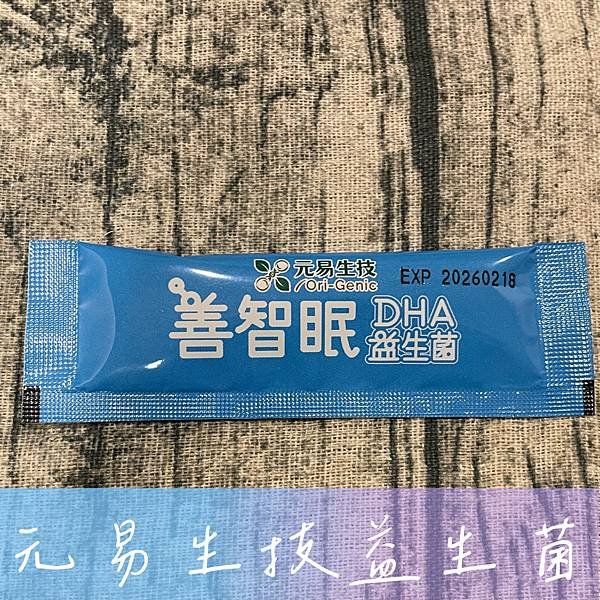 元易生技
Ori-Genic
EXP 20260218
善智眠
DHA
益生菌
元易生技益生菌